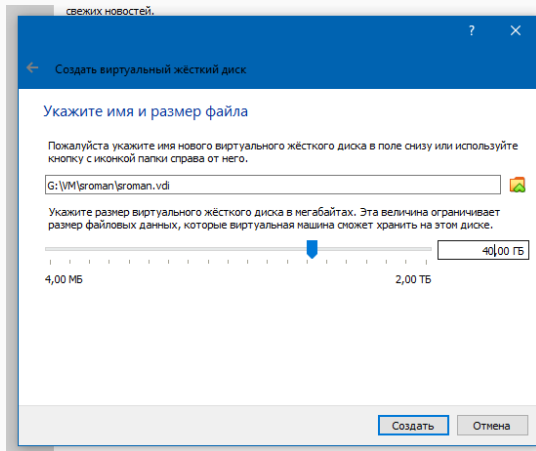 свежих новостей.
?
Создать виртуальный жёсткий диск
Укажите имя и размер файла
Пожалуйста укажите имя нового виртуального жёсткого диска в поле снизу или используйте
кнопку с иконкой папки справа от него.
G:\VM\sroman\sroman.vdi
Укажите размер виртуального жёсткого диска в мегабайтах. Эта величина ограничивает
размер файловых данных, которые виртуальная машина сможет хранить на этом диске.
40,00 ГБ
4,00 МБ 2,00 ТБ
Создать Отмена